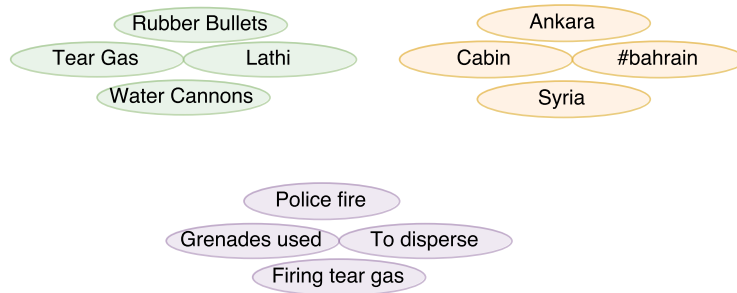 Rubber Bullets
Tear Gas
Lathi
Water Cannons
Ankara
Cabin
#bahrain
Syria
Police fire
Grenades used
To disperse
Firing tear gas